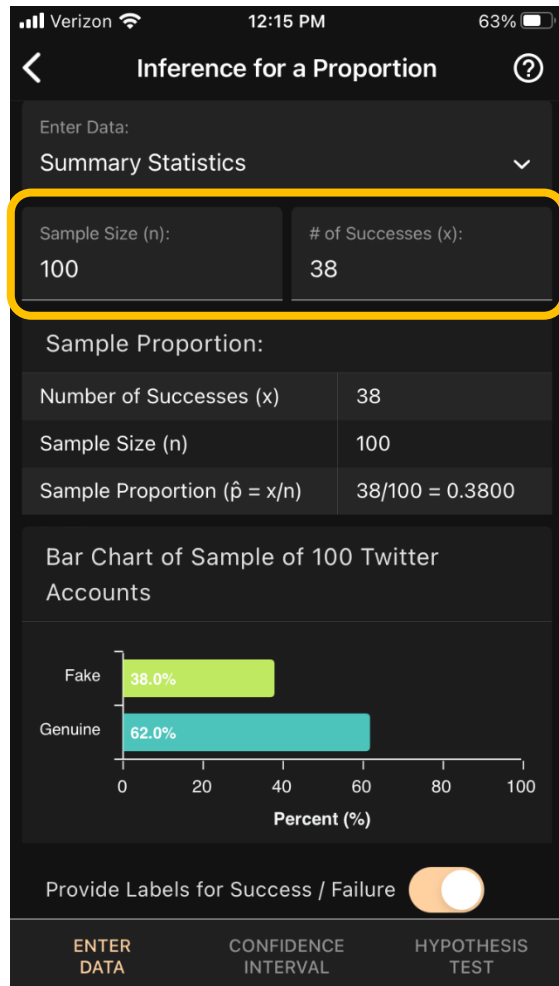 Verizon 12:15 PM 63%
Inference for a Proportion ?
Enter Data:
Summary Statistics
Sample Size (n): # of Successes (x):
100 38
Sample Proportion:
Number of Successes (x) 38
Sample Size (n) 100
Sample Proportion (p̂ = x/n) 38/100 = 0.3800
Bar Chart of Sample of 100 Twitter
Accounts
Fake 38.0%
Genuine 62.0%
0 20 40 60 80 100
Percent (%)
Provide Labels for Success / Failure
ENTER CONFIDENCE HYPOTHESIS
DATA INTERVAL TEST